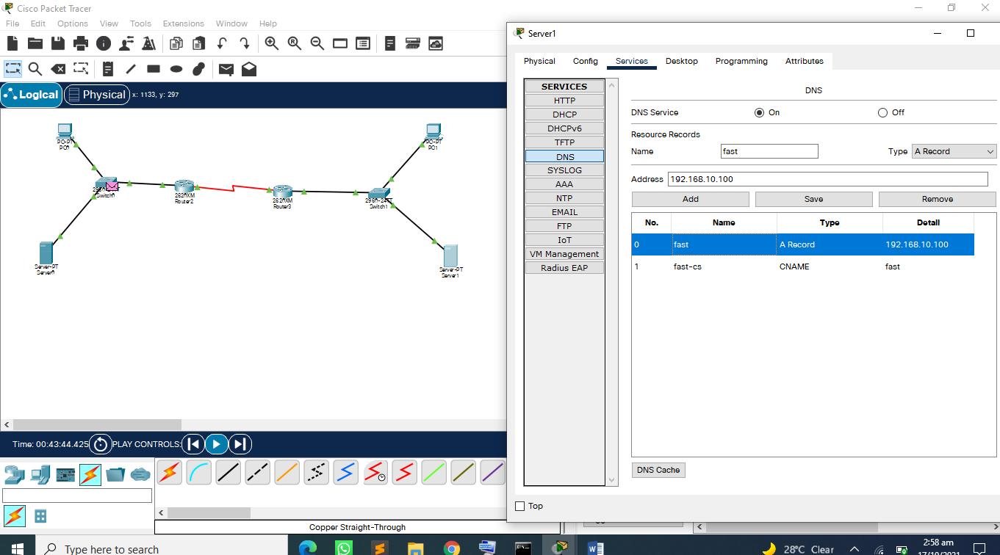 Cisco Packet Tracer
File Edit Options View Tools Extensions Window Help
Logical Physical x: 1133, y: 297
PC-PT
PC0
PC-PT
PC1
Switch0
2620XM
Router2
2620XM
Router3
2960-24TT
Switch1
Server-PT
Server0
Server-PT
Server1
Time: 00:43:44.425 PLAY CONTROLS:
Copper Straight-Through
Server1
Physical Config Services Desktop Programming Attributes
SERVICES
HTTP
DHCP
DHCPv6
TFTP
DNS
SYSLOG
AAA
NTP
EMAIL
FTP
IoT
VM Management
Radius EAP
DNS
DNS Service On Off
Resource Records
Name fast Type A Record
Address 192.168.10.100
Add Save Remove
No. Name Type Detail
0 fast A Record 192.168.10.100
1 fast-cs CNAME fast
DNS Cache
Top
Type here to search
28°C Clear
2:58 am